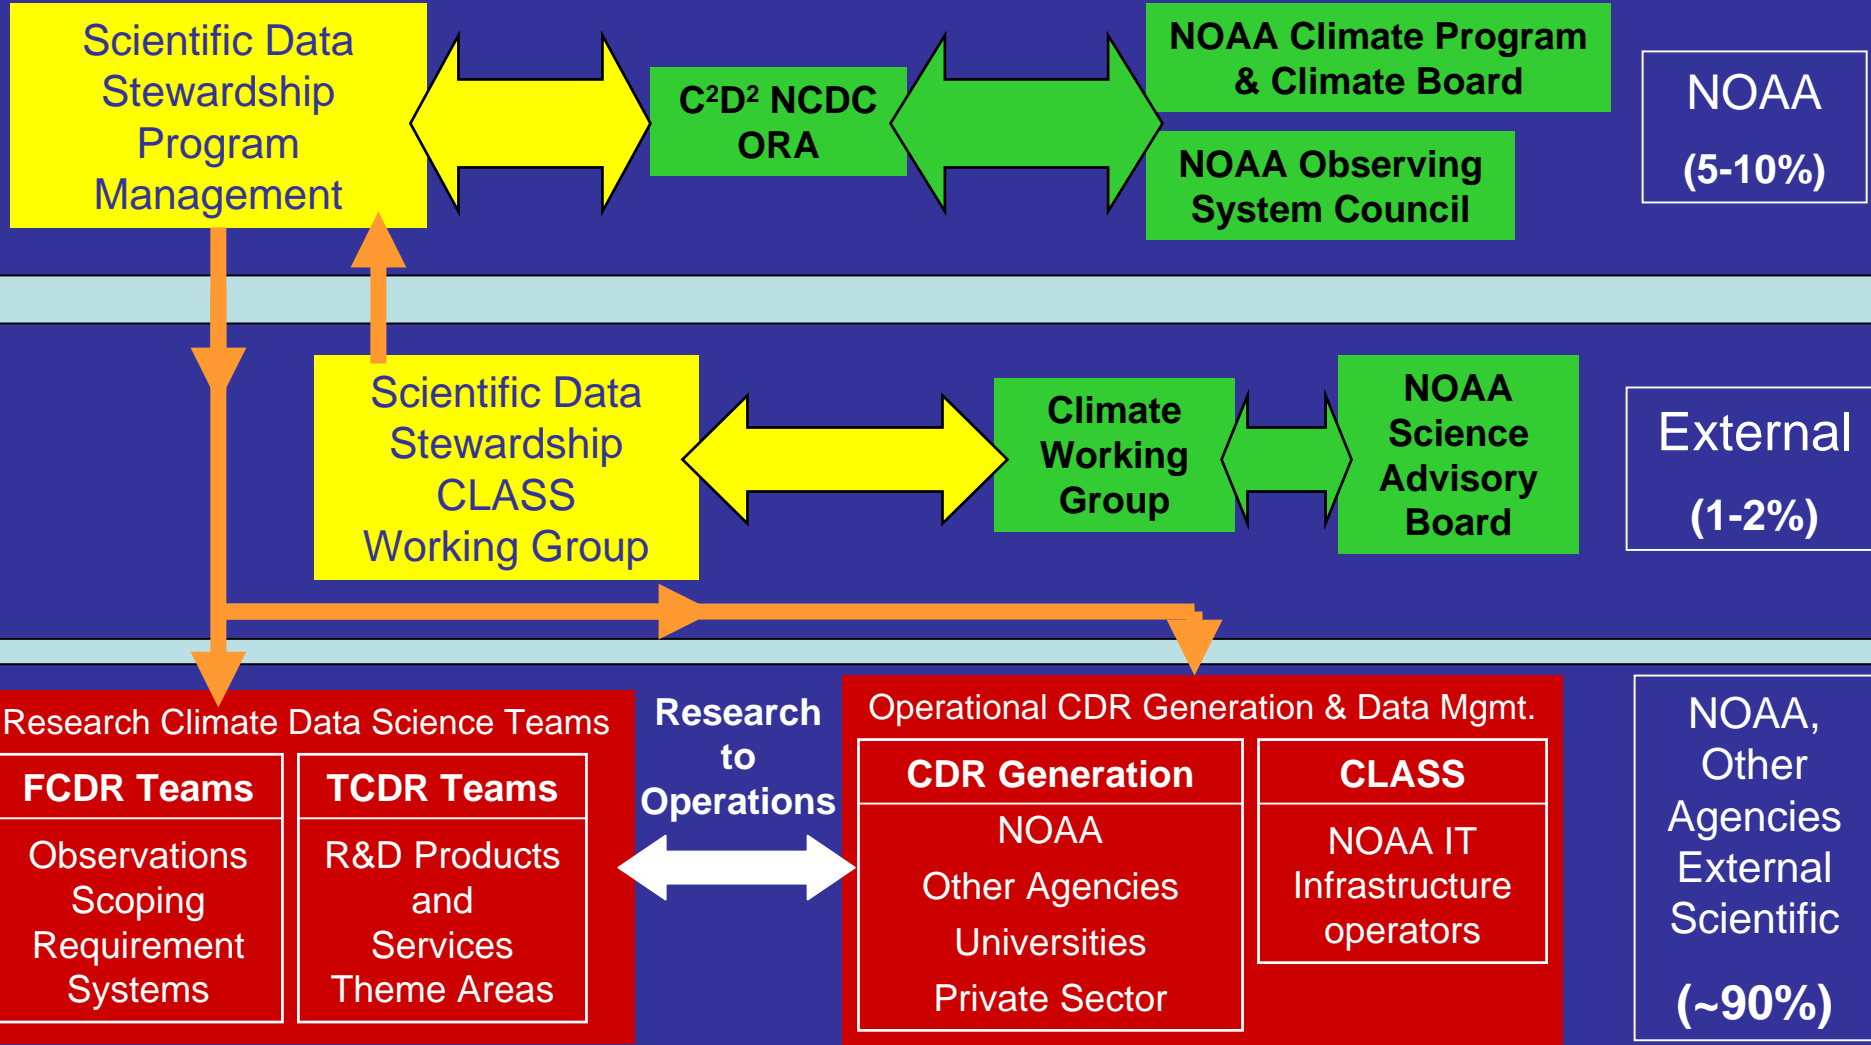 Scientific Data
Stewardship
Program
Management
C²D² NCDC
ORA
NOAA Climate Program
& Climate Board
NOAA Observing
System Council
NOAA
(5-10%)
Scientific Data
Stewardship
CLASS
Working Group
Climate
Working
Group
NOAA
Science
Advisory
Board
External
(1-2%)
Research Climate Data Science Teams
FCDR Teams
Observations
Scoping
Requirement
Systems
TCDR Teams
R&D Products
and
Services
Theme Areas
Research
to
Operations
Operational CDR Generation & Data Mgmt.
CDR Generation
NOAA
Other Agencies
Universities
Private Sector
CLASS
NOAA IT
Infrastructure
operators
NOAA,
Other
Agencies
External
Scientific
(~90%)